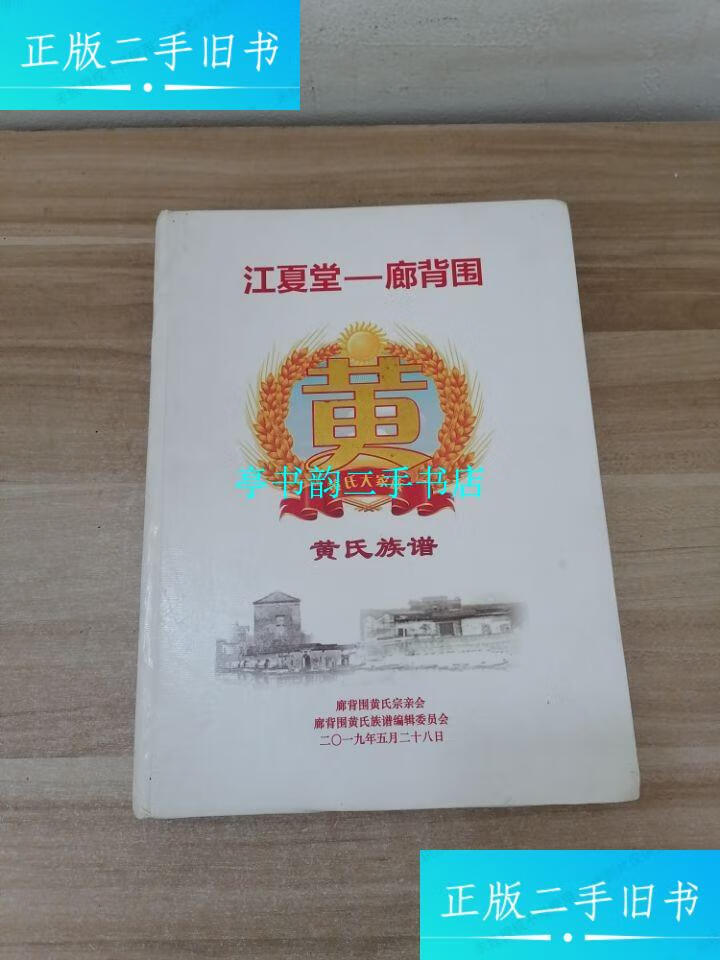 正版二手旧书
江夏堂—廊背围
黄
亭书韵二手书店
黄氏族谱
廊背围黄氏宗亲会
廊背围黄氏族谱编辑委员会
二〇一九年五月二十八日
正版二手旧书